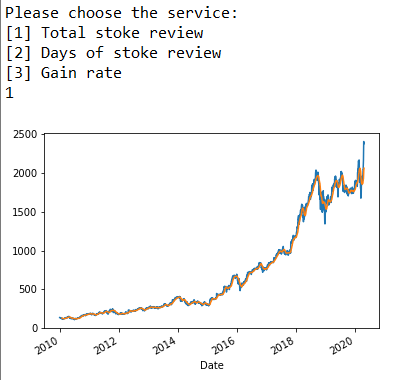 Please choose the service:
[1] Total stoke review
[2] Days of stoke review
[3] Gain rate
1
2500
2000
1500
1000
500
0
2010
2012
2014
2016
2018
2020
Date